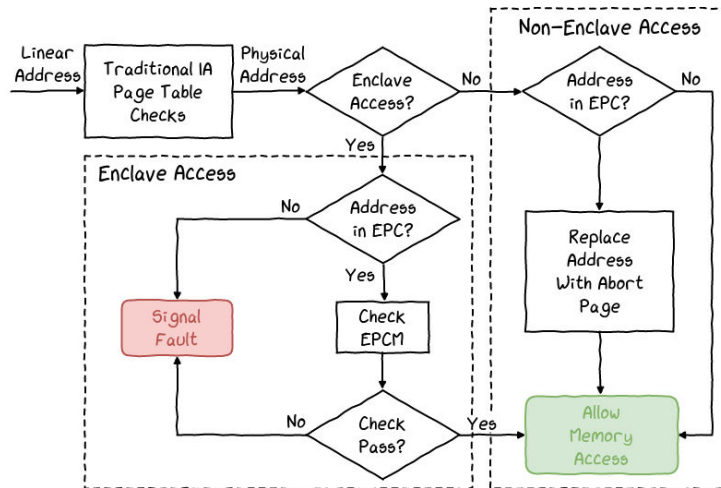 Non-Enclave Access
Linear
Address
Traditional IA
Page Table
Checks
Physical
Address
Enclave
Access?
No
Address
in EPC?
No
Yes
Enclave Access
No
Address
in EPC?
Yes
Replace
Address
With Abort
Page
Signal
Fault
Check
EPCM
No
Check
Pass?
Yes
Allow
Memory
Access